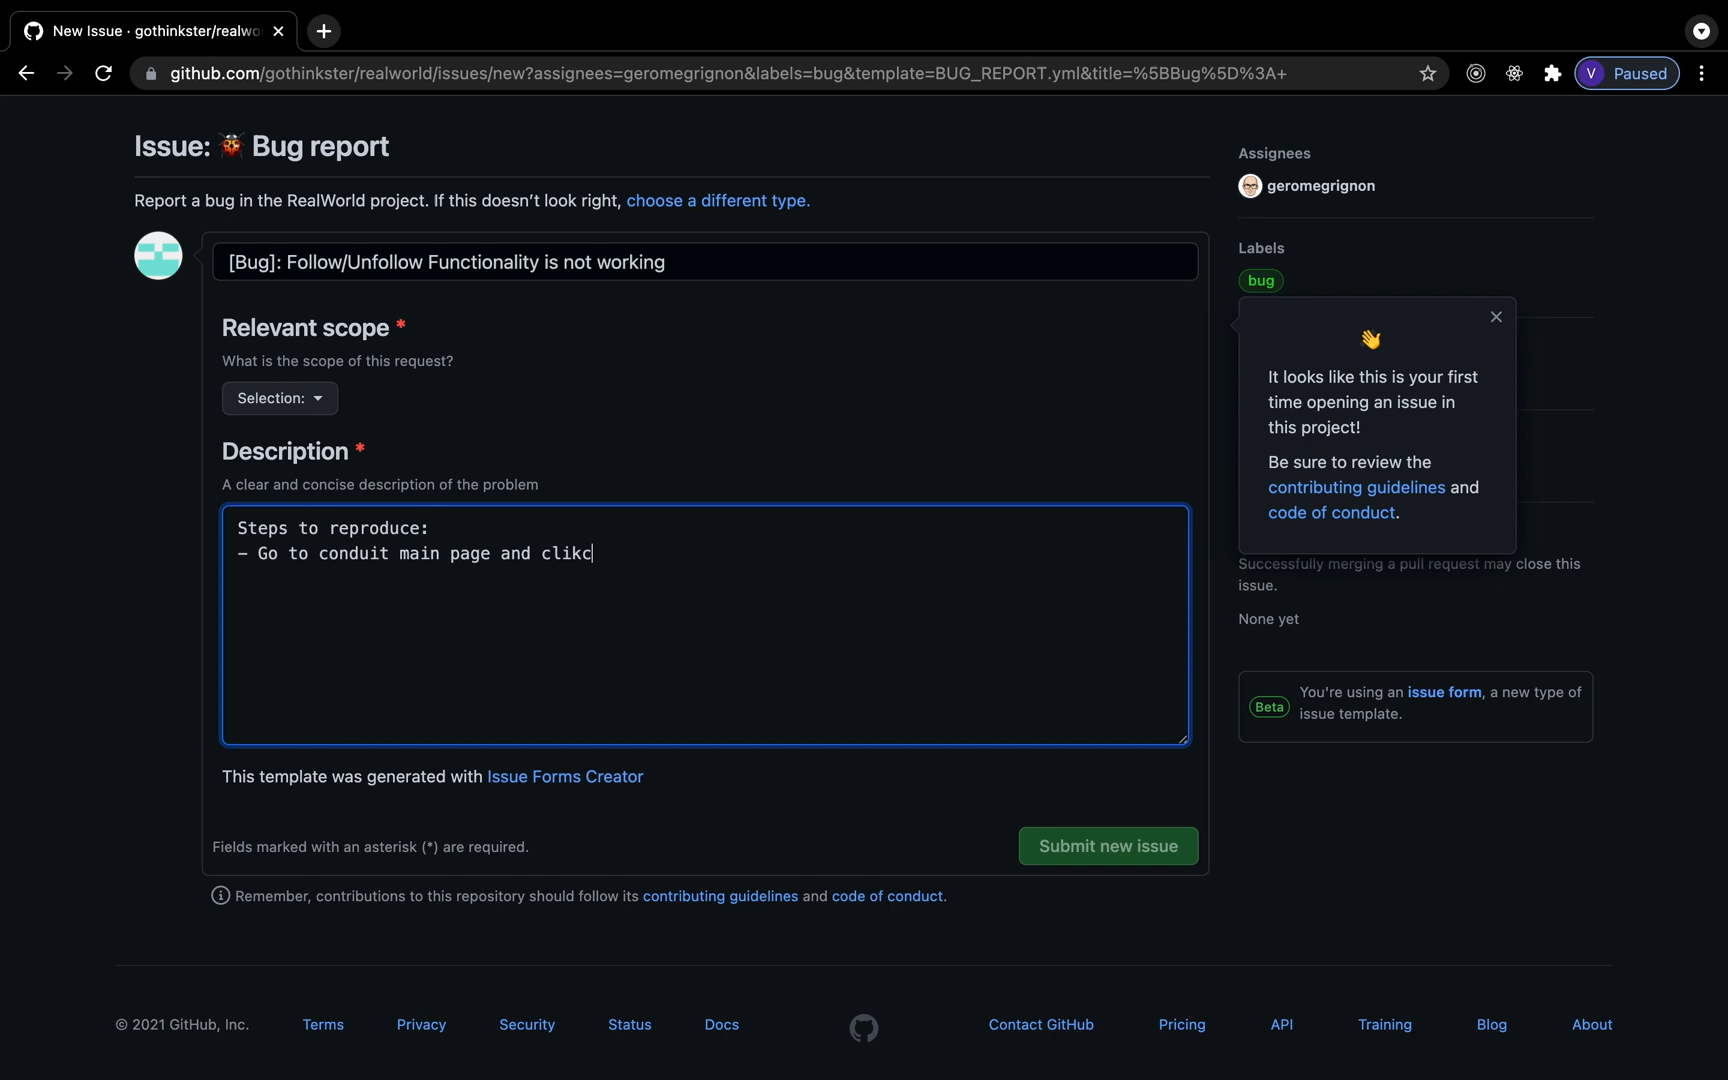 New Issue · gothinkster/realwo
github.com/gothinkster/realworld/issues/new?assignees=geromegrignon&labels=bug&template=BUG_REPORT.yml&title=%5BBug%5D%3A+
V Paused
Issue: 🐞 Bug report
Report a bug in the RealWorld project. If this doesn't look right, choose a different type.
[Bug]: Follow/Unfollow Functionality is not working
Relevant scope *
What is the scope of this request?
Selection:
Description *
A clear and concise description of the problem
Steps to reproduce:
- Go to conduit main page and clikc
This template was generated with Issue Forms Creator
Fields marked with an asterisk (*) are required.
Submit new issue
Remember, contributions to this repository should follow its contributing guidelines and code of conduct.
Assignees
geromegrignon
Labels
bug
👋
It looks like this is your first
time opening an issue in
this project!
Be sure to review the
contributing guidelines and
code of conduct.
Successfully merging a pull request may close this
issue.
None yet
Beta
You're using an issue form, a new type of
issue template.
© 2021 GitHub, Inc.
Terms
Privacy
Security
Status
Docs
Contact GitHub
Pricing
API
Training
Blog
About